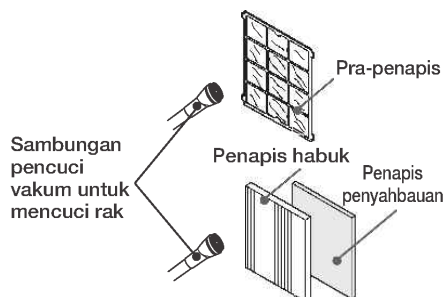 Pra-penapis
Sambungan
pencuci
vakum untuk
mencuci rak
Penapis habuk
Penapis
penyahbauan